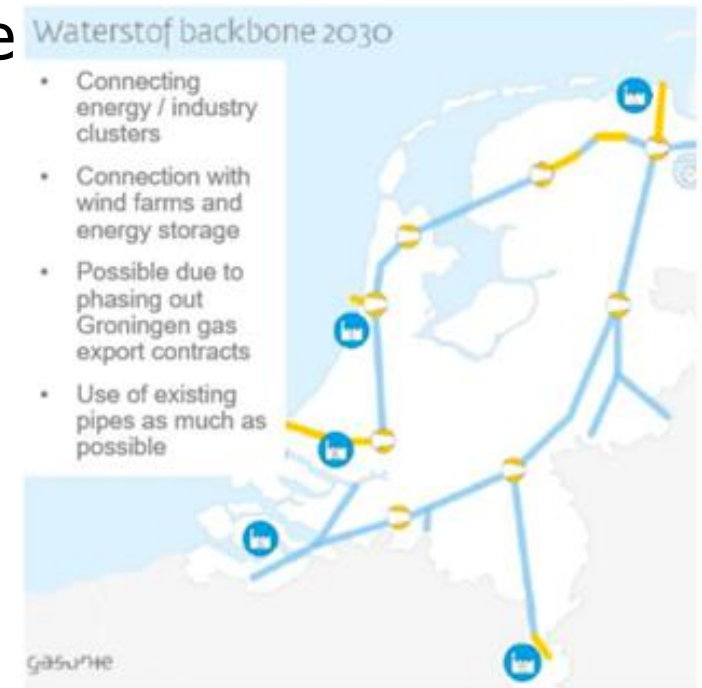 e
Waterstof backbone 2030
• Connecting
energy / industry
clusters
• Connection with
wind farms and
energy storage
• Possible due to
phasing out
Groningen gas
export contracts
• Use of existing
pipes as much as
possible
gasunie